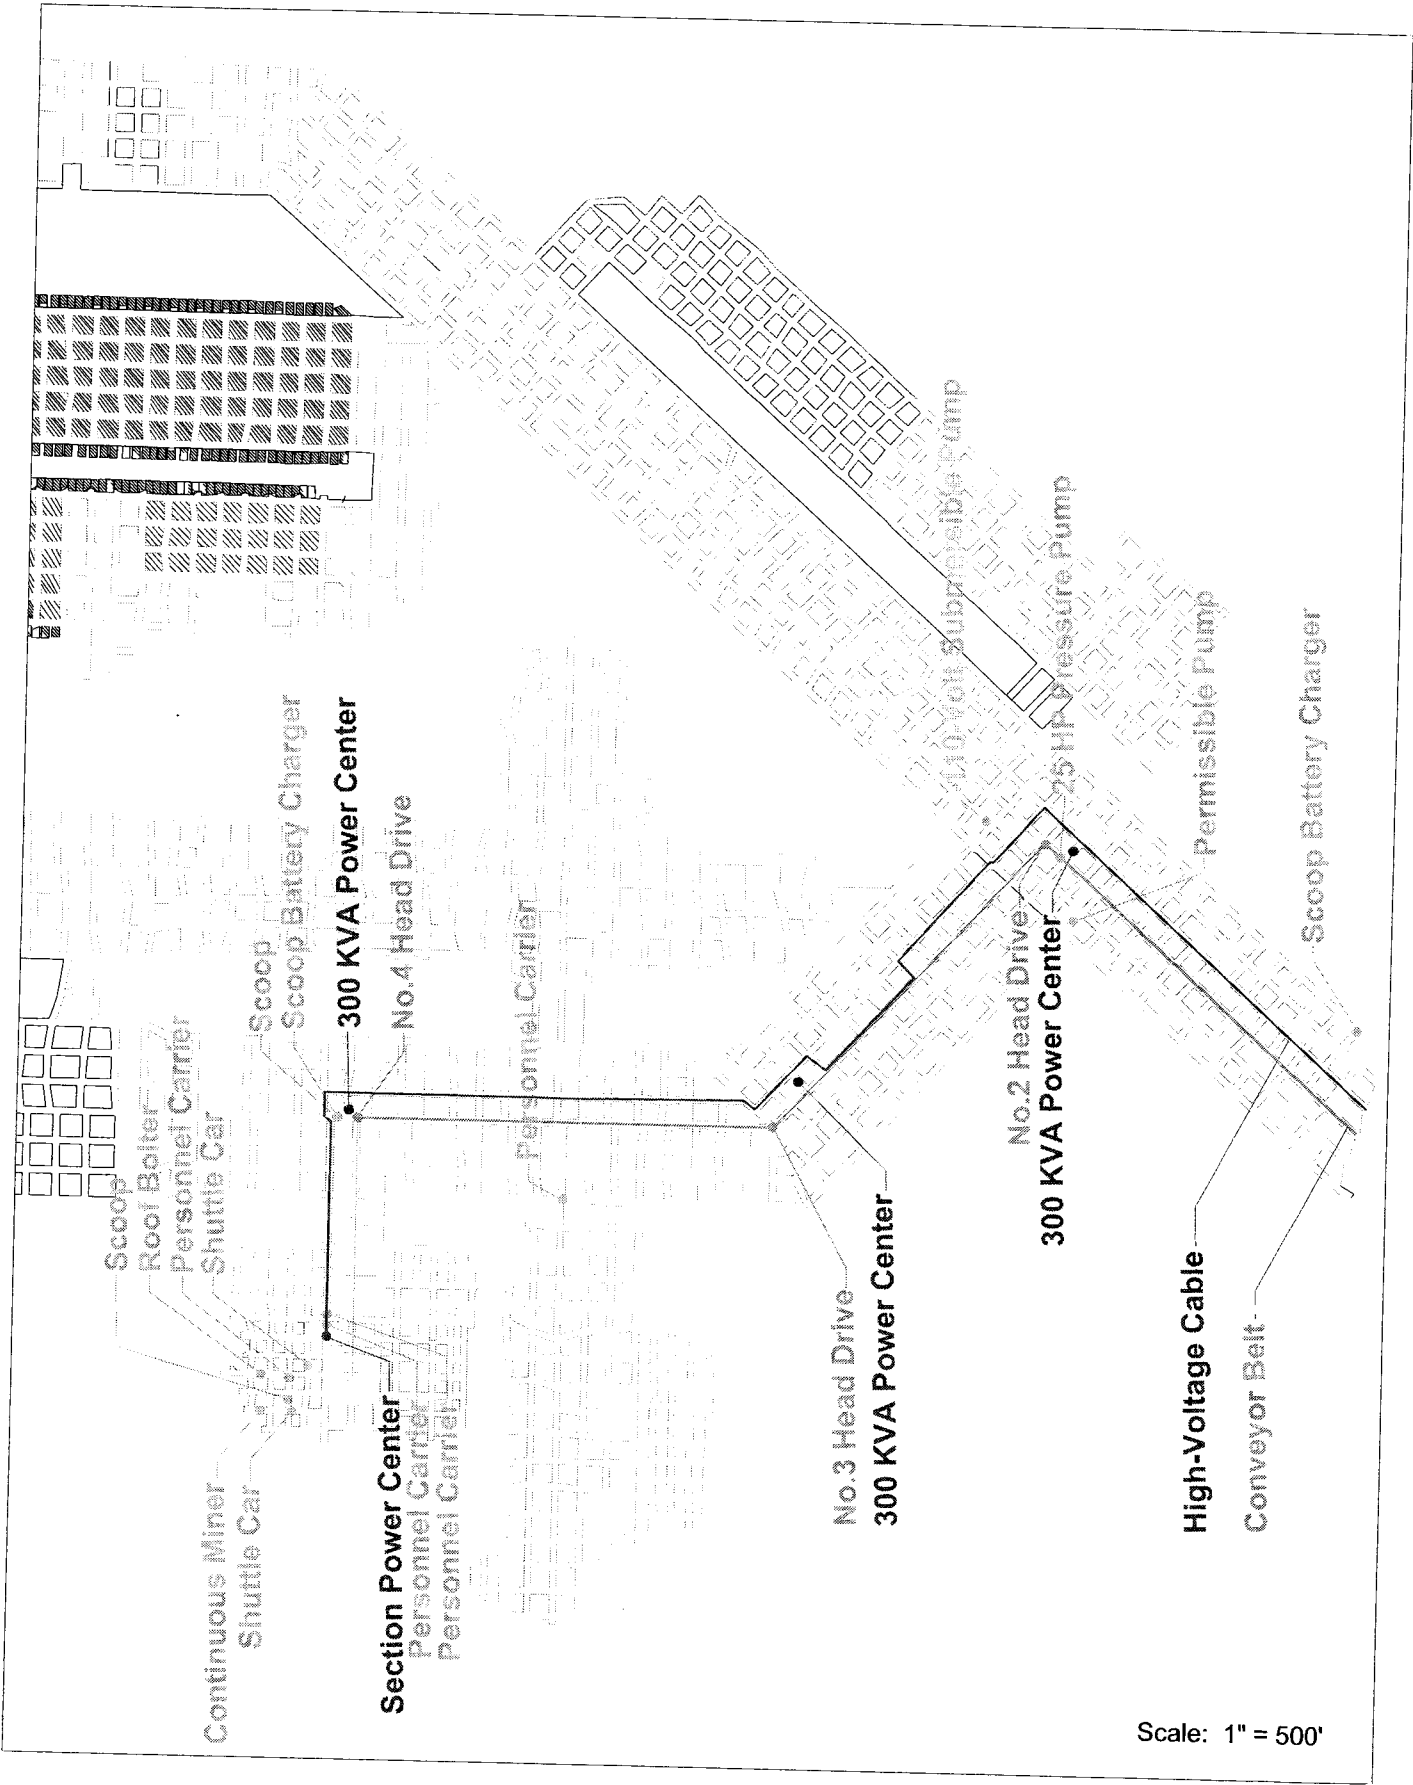 Continuous Miner
Shuttle Car
Scoop
Roof Bolter
Personnel Carrier
Shuttle Car
Scoop
Scoop Battery Charger
300 KVA Power Center
No.4 Head Drive
Section Power Center
Personnel Carrier
Personnel Carrier
Personnel Carrier
No.3 Head Drive
300 KVA Power Center
110 Volt Submersible Pump
25 HP Pressure Pump
No.2 Head Drive
300 KVA Power Center
Permissible Pump
Scoop Battery Charger
High-Voltage Cable
Conveyor Belt
Scale: 1" = 500'